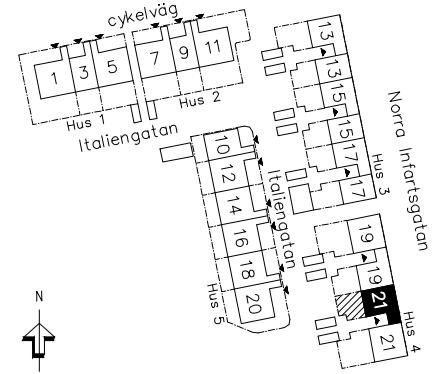 cykelväg
1 3 5
7 9 11
Hus 1
Hus 2
Italiengatan
13
13
15
15
17
17
Hus 3
Norra Infartsgatan
10
12
14
16
18
20
Hus 5
Italiengatan
19
19
21
21
Hus 4
N